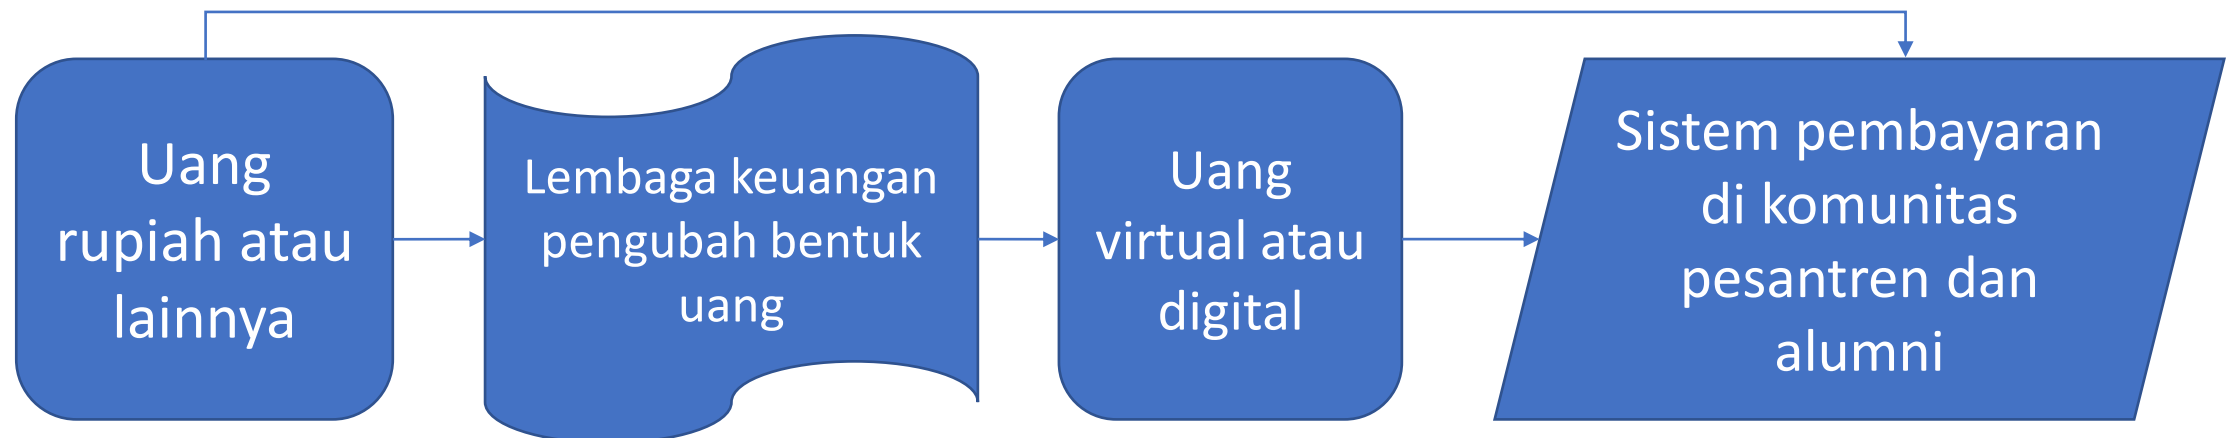 Uang
rupiah atau
lainnya
Lembaga keuangan
pengubah bentuk
uang
Uang
virtual atau
digital
Sistem pembayaran
di komunitas
pesantren dan
alumni